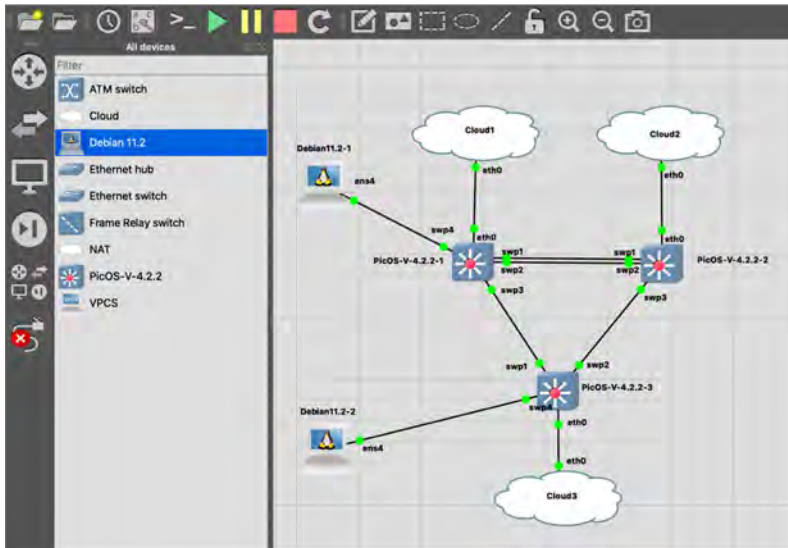 All devices
Filter
ATM switch
Cloud
Debian 11.2
Ethernet hub
Ethernet switch
Frame Relay switch
NAT
PicOS-V-4.2.2
VPCS
Cloud1
Cloud2
Debian11.2-1
eth0
eth0
ens4
swp4
eth0
eth0
swp1
swp1
PicOS-V-4.2.2-1
PicOS-V-4.2.2-2
swp2
swp2
swp3
swp3
swp1
swp2
PicOS-V-4.2.2-3
Debian11.2-2
swp4
eth0
ens4
eth0
Cloud3